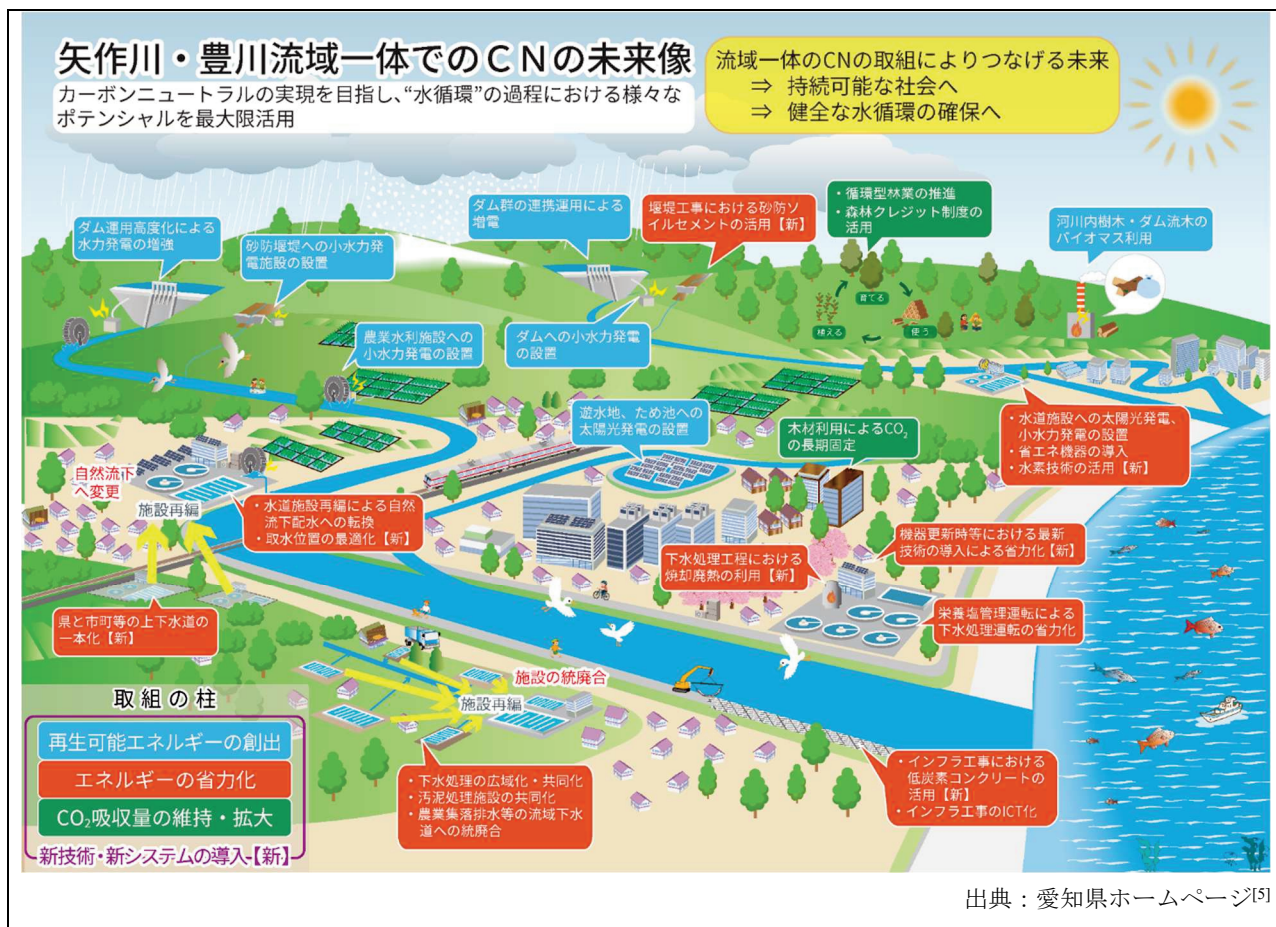 矢作川・豊川流域一体でのCNの未来像
カーボンニュートラルの実現を目指し、“水循環”の過程における様々な
ポテンシャルを最大限活用
流域一体のCNの取組によりつなげる未来
⇒ 持続可能な社会へ
⇒ 健全な水循環の確保へ
ダム運用高度化による
水力発電の増強
砂防堰堤への小水力発
電施設の設置
ダム群の連携運用による
増電
堰堤工事における砂防ソ
イルセメントの活用【新】
・循環型林業の推進
・森林クレジット制度の
活用
河川内樹木・ダム流木の
バイオマス利用
育てる
植える
使う
農業水利施設への
小水力発電の設置
ダムへの小水力発電
の設置
遊水地、ため池への
太陽光発電の設置
木材利用によるCO₂
の長期固定
・水道施設への太陽光発電、
小水力発電の設置
・省エネ機器の導入
・水素技術の活用【新】
自然流下
へ変更
施設再編
・水道施設再編による自然
流下配水への転換
・取水位置の最適化【新】
下水処理工程における
焼却廃熱の利用【新】
機器更新時等における最新
技術の導入による省力化【新】
栄養塩管理運転による
下水処理運転の省力化
県と市町等の上下水道の
一本化【新】
施設の統廃合
施設再編
・下水処理の広域化・共同化
・汚泥処理施設の共同化
・農業集落排水等の流域下水
道への統廃合
・インフラ工事における
低炭素コンクリートの
活用【新】
・インフラ工事のICT化
取組の柱
再生可能エネルギーの創出
エネルギーの省力化
CO₂吸収量の維持・拡大
新技術・新システムの導入-【新】
出典：愛知県ホームページ[5]